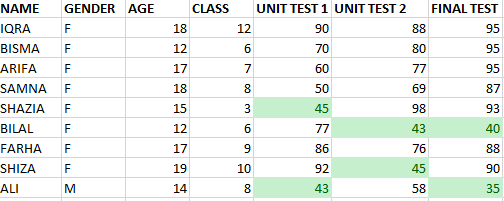 NAME GENDER AGE CLASS UNIT TEST 1 UNIT TEST 2 FINAL TEST
IQRA F 18 12 90 88 95
BISMA F 12 6 70 80 95
ARIFA F 17 7 60 77 95
SAMNA F 18 8 50 69 87
SHAZIA F 15 3 45 98 93
BILAL F 12 6 77 43 40
FARHA F 17 9 86 76 88
SHIZA F 19 10 92 45 90
ALI M 14 8 43 58 35